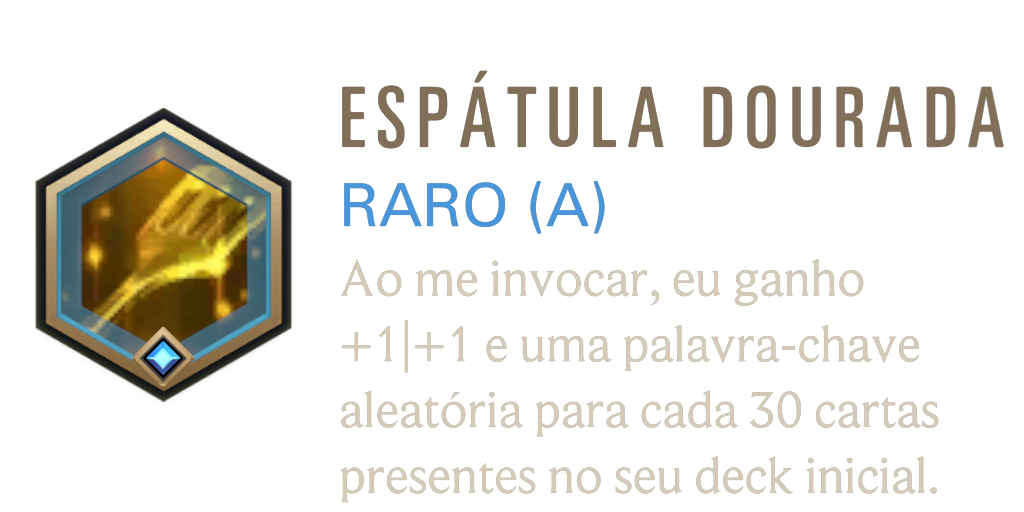 ESPÁTULA DOURADA
RARO (A)
Ao me invocar, eu ganho
+1|+1 e uma palavra-chave
aleatória para cada 30 cartas
presentes no seu deck inicial.